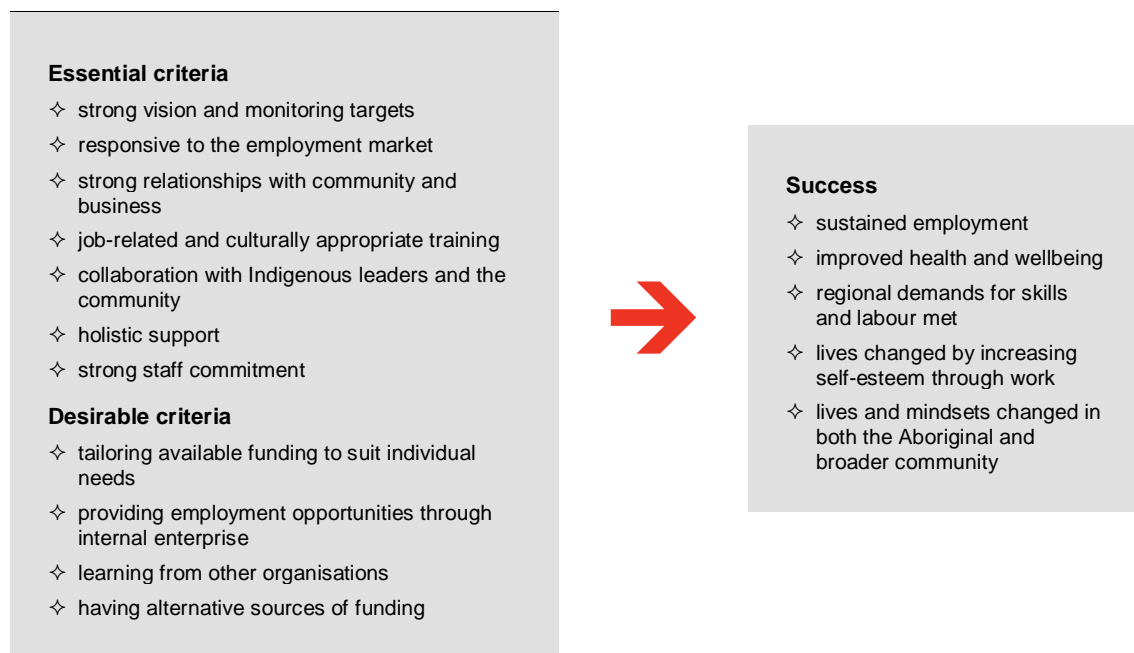 Essential criteria
✧ strong vision and monitoring targets
✧ responsive to the employment market
✧ strong relationships with community and
business
✧ job-related and culturally appropriate training
✧ collaboration with Indigenous leaders and the
community
✧ holistic support
✧ strong staff commitment
Desirable criteria
✧ tailoring available funding to suit individual
needs
✧ providing employment opportunities through
internal enterprise
✧ learning from other organisations
✧ having alternative sources of funding
Success
✧ sustained employment
✧ improved health and wellbeing
✧ regional demands for skills
and labour met
✧ lives changed by increasing
self-esteem through work
✧ lives and mindsets changed in
both the Aboriginal and
broader community